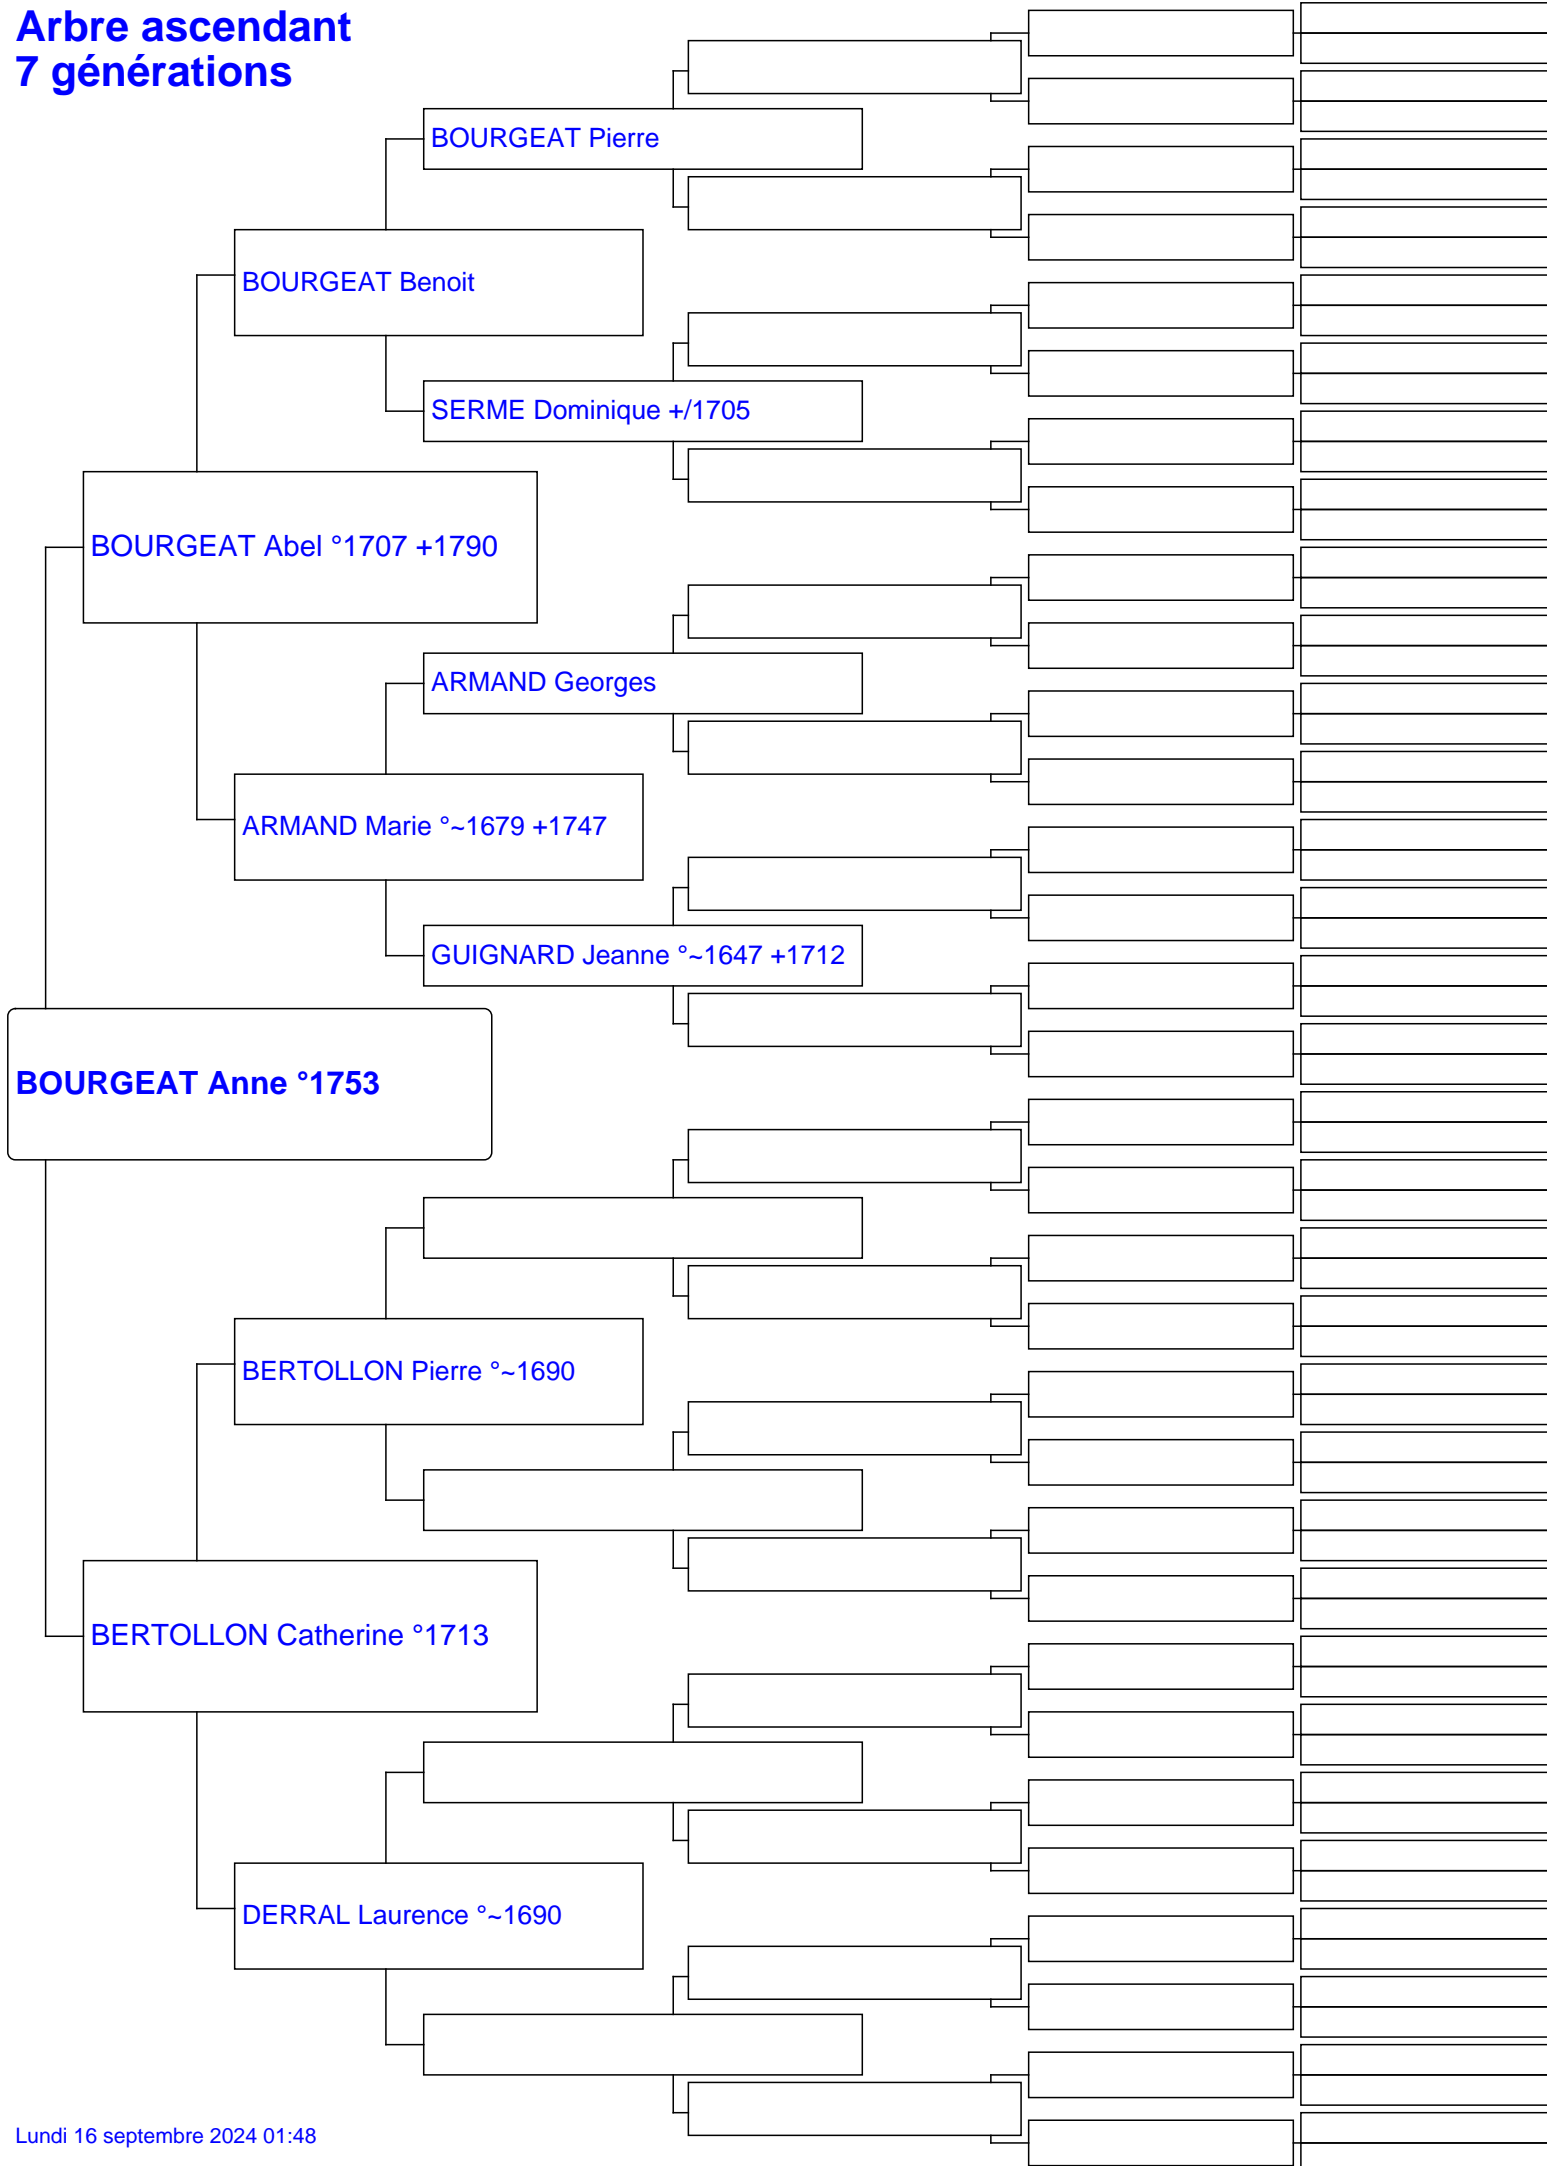 Arbre ascendant
7 générations
BOURGEAT Pierre
BOURGEAT Benoit
SERME Dominique +/1705
BOURGEAT Abel °1707 +1790
ARMAND Georges
ARMAND Marie °~1679 +1747
GUIGNARD Jeanne °~1647 +1712
BOURGEAT Anne °1753
BERTOLLON Pierre °~1690
BERTOLLON Catherine °1713
DERRAL Laurence °~1690
Lundi 16 septembre 2024 01:48